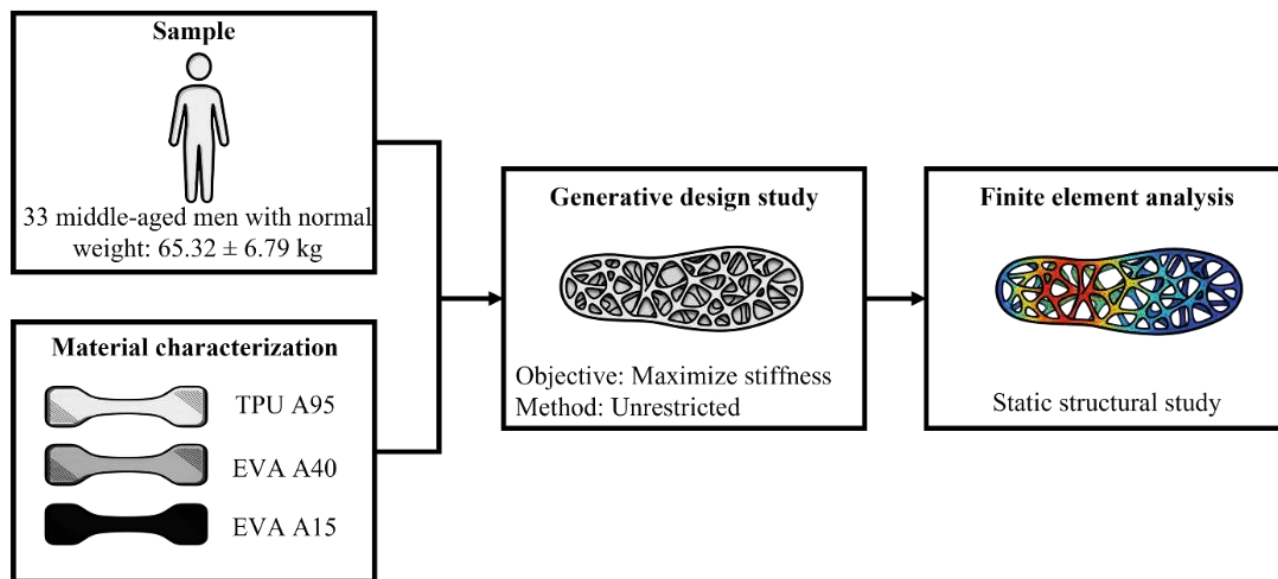 Sample
33 middle-aged men with normal
weight: 65.32 ± 6.79 kg
Material characterization
TPU A95
EVA A40
EVA A15
Generative design study
Objective: Maximize stiffness
Method: Unrestricted
Finite element analysis
Static structural study